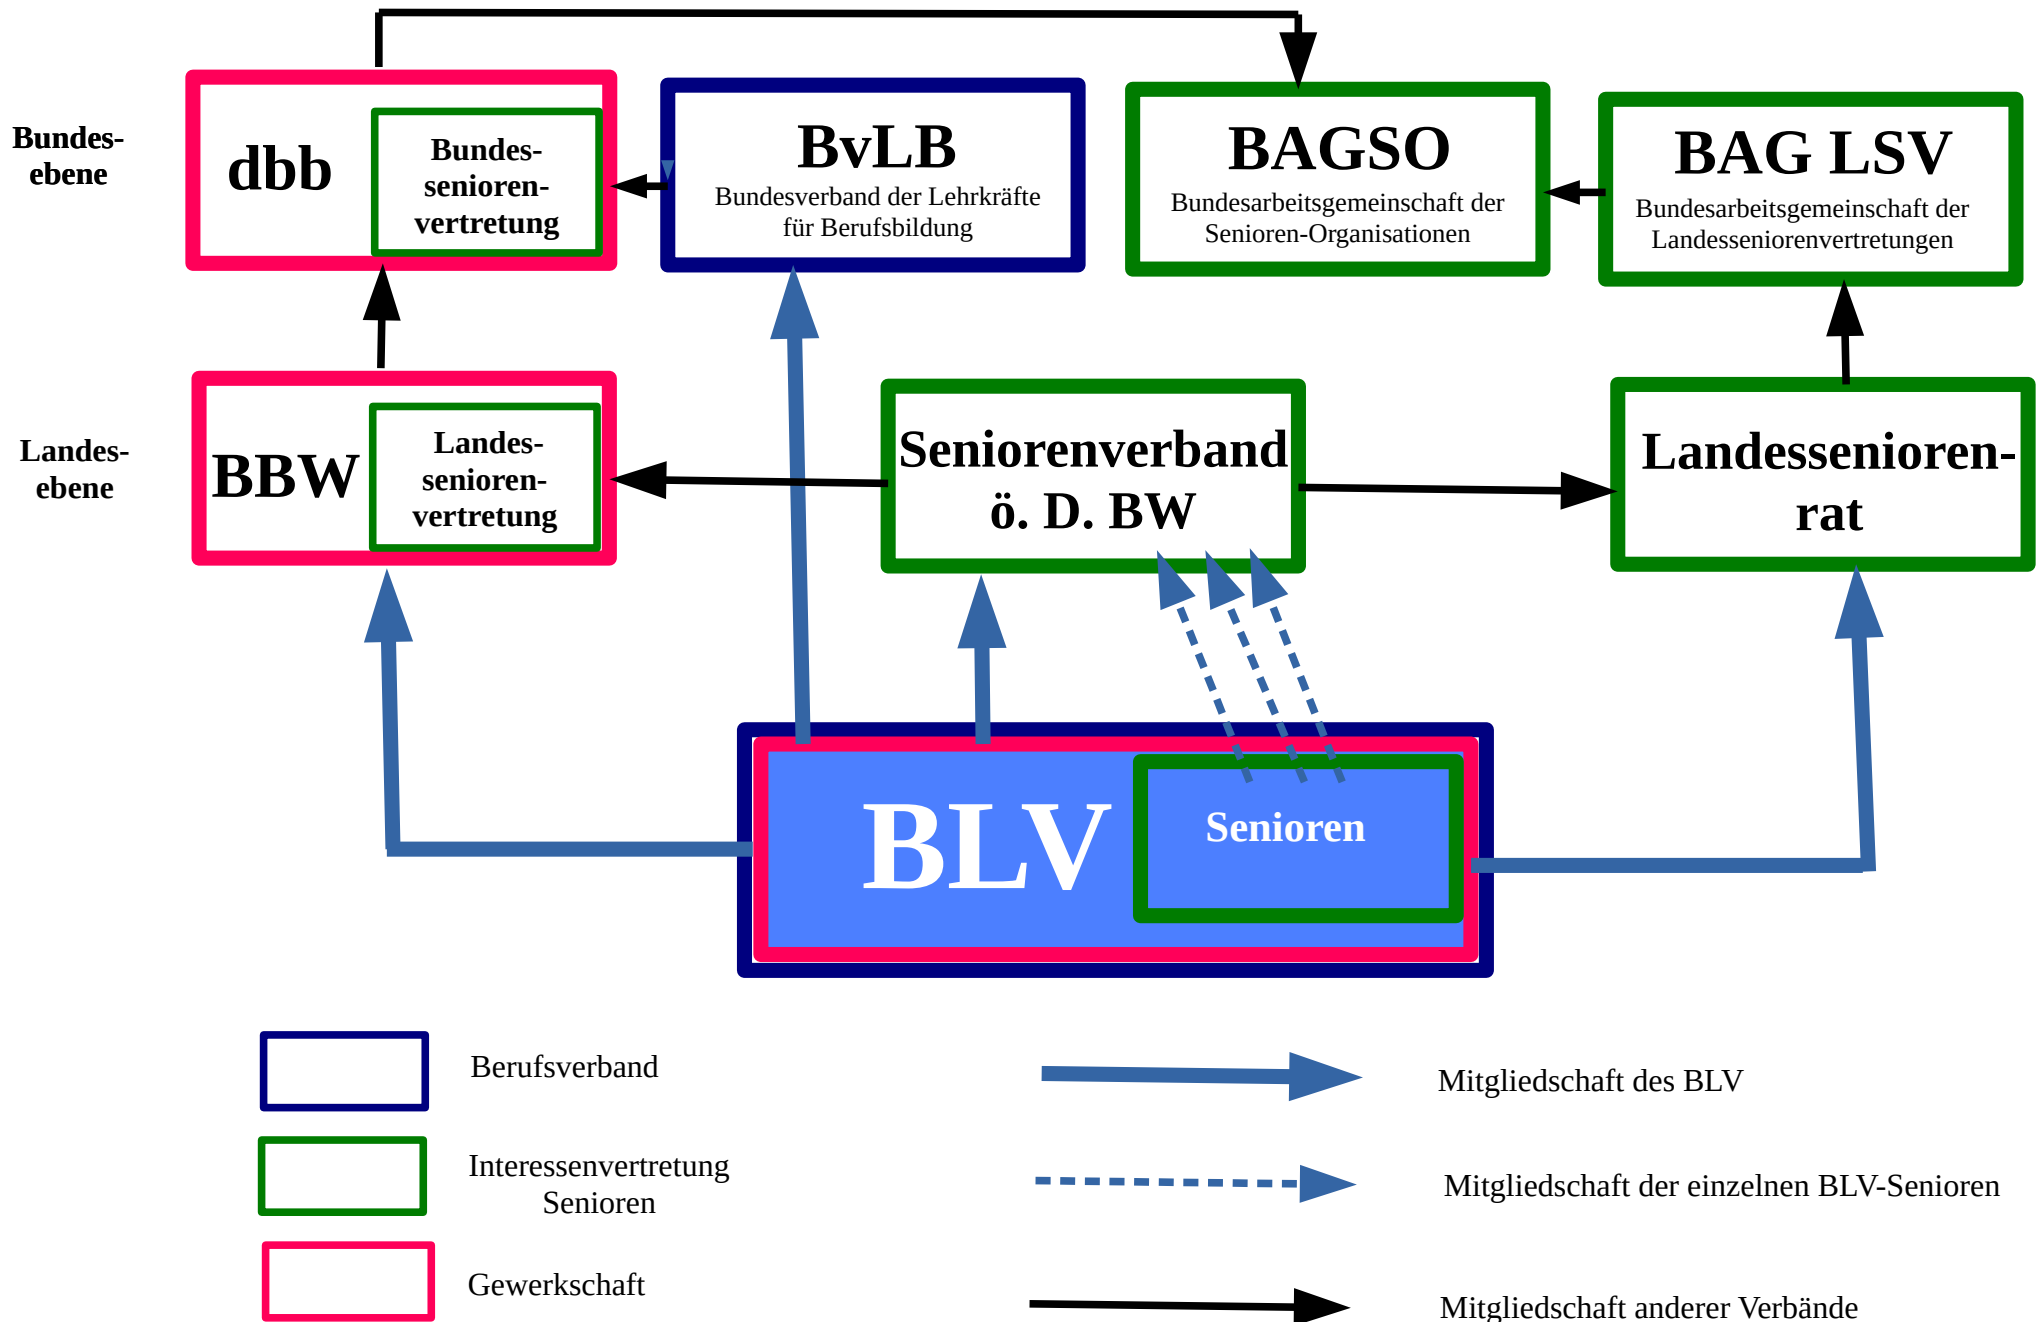 Bundes-
ebene
dbb
Bundes-
senioren-
vertretung
BvLB
Bundesverband der Lehrkräfte
für Berufsbildung
BAGSO
Bundesarbeitsgemeinschaft der
Senioren-Organisationen
BAG LSV
Bundesarbeitsgemeinschaft der
Landesseniorenvertretungen
Landes-
ebene
BBW
Landes-
senioren-
vertretung
Seniorenverband
ö. D. BW
Landessenioren-
rat
BLV
Senioren
Berufsverband
Interessenvertretung
Senioren
Gewerkschaft
Mitgliedschaft des BLV
Mitgliedschaft der einzelnen BLV-Senioren
Mitgliedschaft anderer Verbände